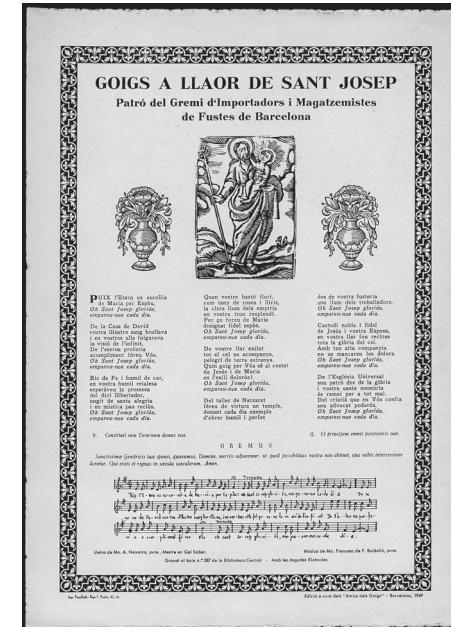 GOIGS A LLAOR DE SANT JOSEP
Patró del Gremi d'Importadors i Magatzemistes
de Fustes de Barcelona
PUIX l'Etern us escollia
de Maria per Espòs,
Oh Sant Josep gloriós,
empareu-nos cada dia.
De la Casa de David
vostra illustre sang brollava
i en vostres ulls fulgurava
la visió de l'infinit.
De l'eterna profecia
acompliment fóreu Vós.
Oh Sant Josep gloriós,
empareu-nos cada dia.
Ric de Fe i humil de cor,
en vostra humil reialesa
esperàveu la promesa
del diví llibertador,
ungit de santa alegria
i en mística pau reclòs.
Oh Sant Josep gloriós,
empareu-nos cada dia.
Quan vostre bastó florí,
com tany de roses i lliris,
la clara llum dels empiris
en vostre tron resplendí.
Per ço fóreu de Maria
designat fidel espòs.
Oh Sant Josep gloriós,
empareu-nos cada dia.
De vostre llar exilat
tot el cel us acompanya,
pelegrí de terra estranya.
Quin goig per Vós sê al costat
de Jesús i de Maria
en l'exili dolorós!
Oh Sant Josep gloriós,
empareu-nos cada dia.
Del taller de Natzaret
fóreu de virtuts un temple,
donant cada dia exemple
d'obrer humil i perfet
des de vostra fusteria
sou llum dels treballadors.
Oh Sant Josep gloriós,
empareu-nos cada dia.
Custodi noble i fidel
de Jesús i vostra Esposa,
en vostra llar feu reclosa
tota la glòria del cel.
Amb tan alta companyia
no us mancaren les dolors.
Oh Sant Josep gloriós,
empareu-nos cada dia.
De l'Església Universal
sou patró des de la glòria
i vostra santa memòria
és remei per a tot mal.
Del cristià que en Vós confia
sou advocat poderós.
Oh Sant Josep gloriós,
empareu-nos cada dia.
V. Constituit eum Dominum domus suæ.
R. Et principem omnis possessionis suæ.
OREMUS
Sanctissimæ Genitricis tuæ sponsi, quæsumus, Domine, meritis adjuvemur: ut quod possibilitas nostra non obtinet, ejus nobis intercessione
donetur. Qui vivis et regnas in sæcula sæculorum. Amen.
Tornada
Tornada
Lletra de Mn. A. Navarro, pvre., Mestre en Gai Saber.
Música de Mn. Francesc de P. Baldelló, pvre.
Gravat al boix n.º 287 de la Biblioteca Central - Amb les degudes llicències
Edició a cura dels "Amics dels Goigs" - Barcelona, 1949